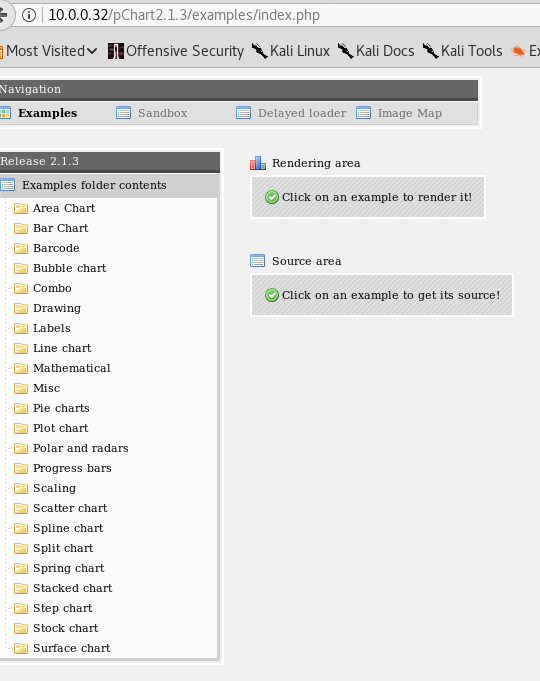 10.0.0.32/pChart2.1.3/examples/index.php
Most Visited Offensive Security Kali Linux Kali Docs Kali Tools Ex
Navigation
Examples Sandbox Delayed loader Image Map
Release 2.1.3
Examples folder contents
Area Chart
Bar Chart
Barcode
Bubble chart
Combo
Drawing
Labels
Line chart
Mathematical
Misc
Pie charts
Plot chart
Polar and radars
Progress bars
Scaling
Scatter chart
Spline chart
Split chart
Spring chart
Stacked chart
Step chart
Stock chart
Surface chart
Rendering area
Click on an example to render it!
Source area
Click on an example to get its source!